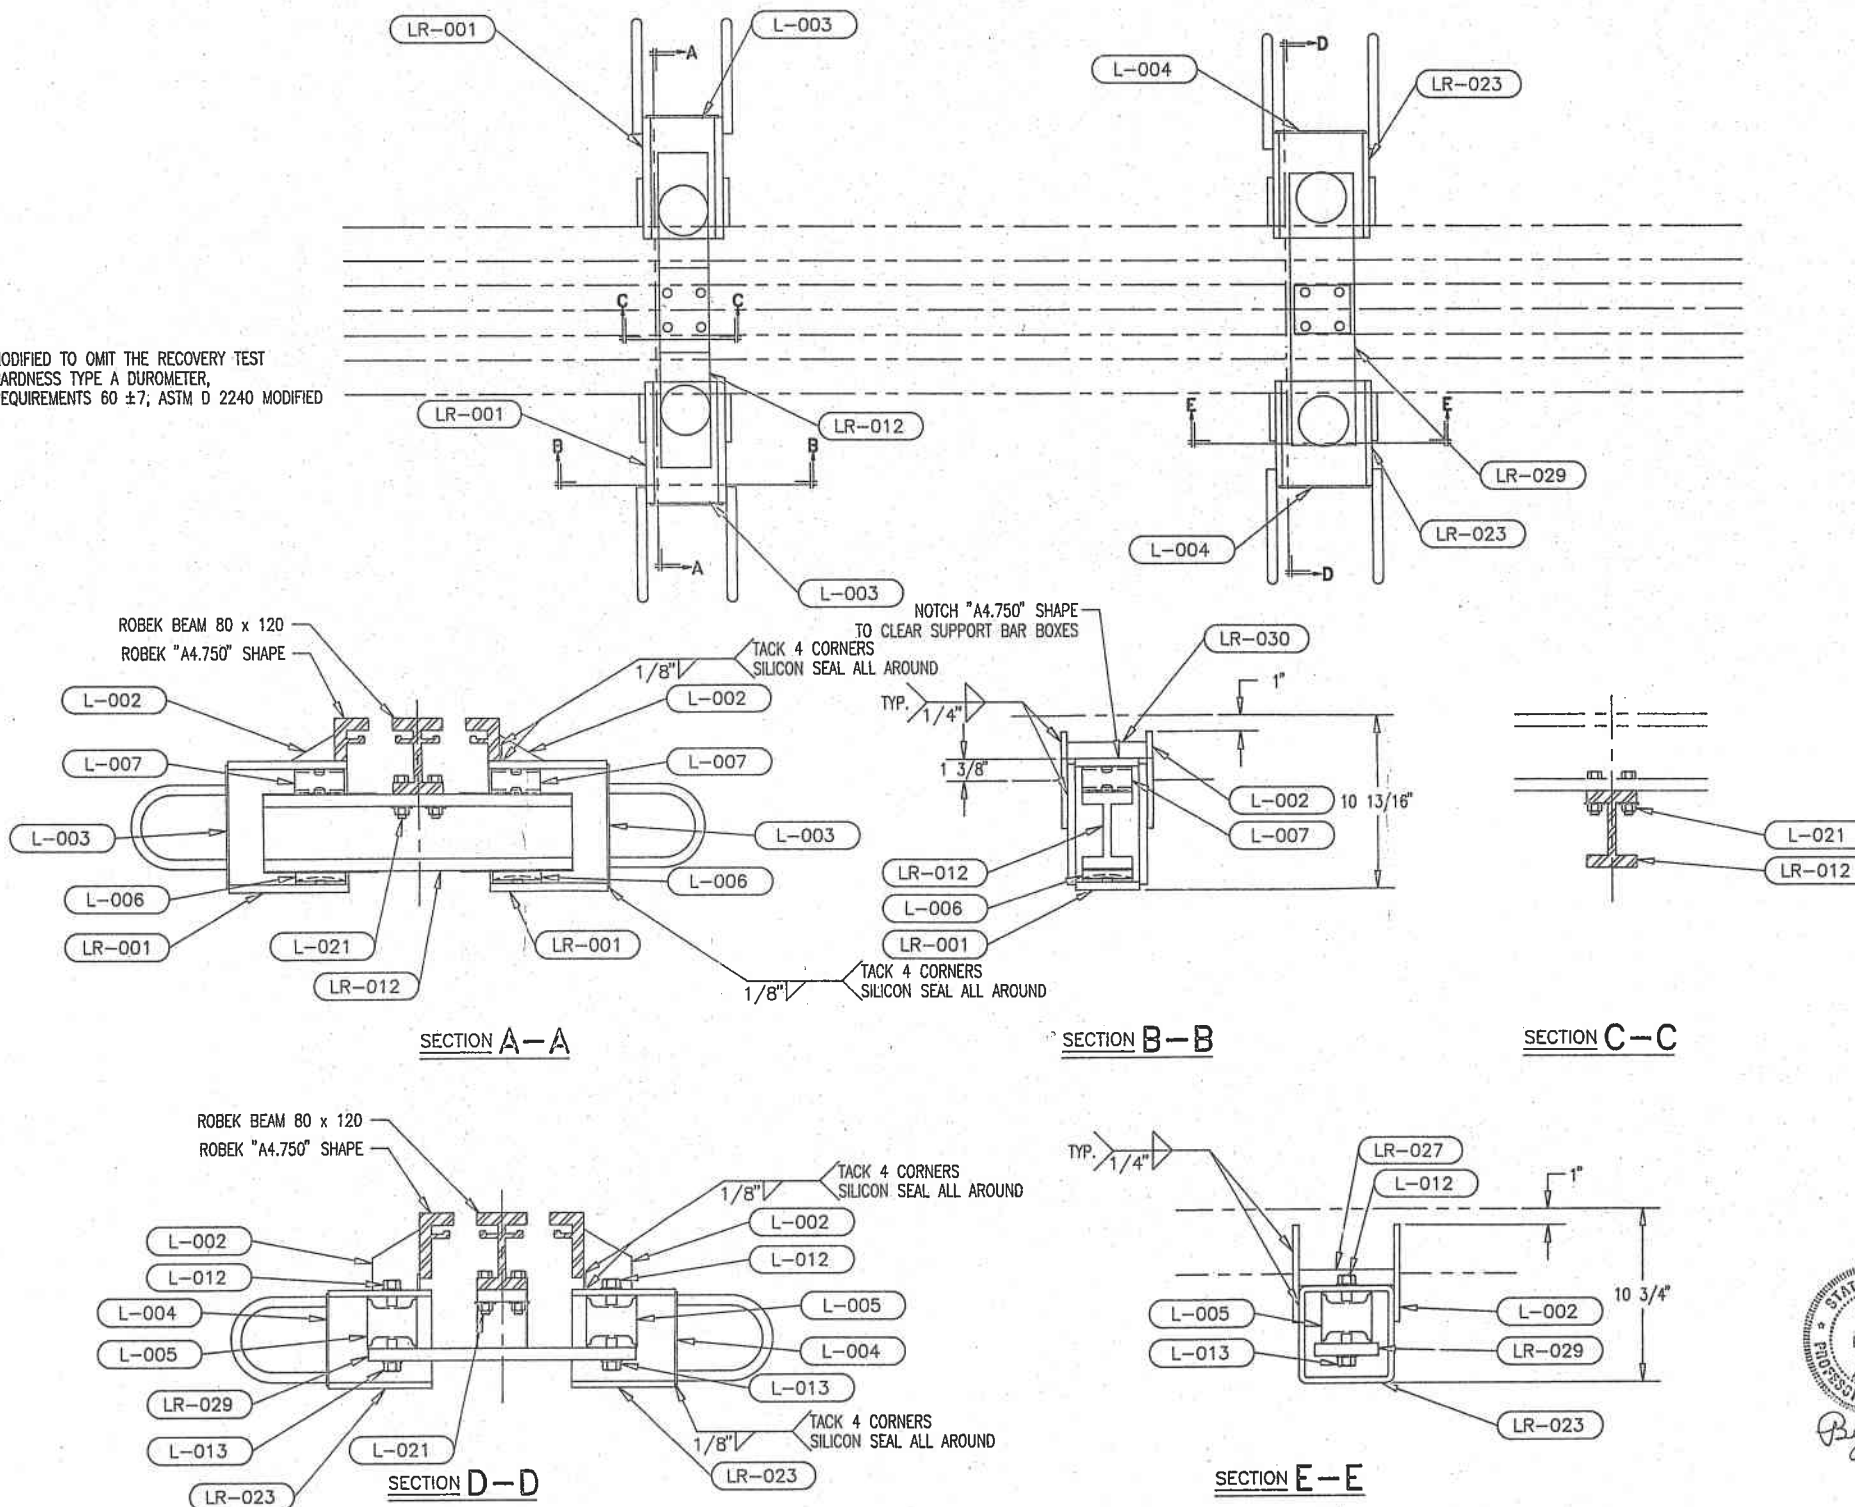 LR-001
L-003
A
D
L-004
LR-023
C
C
MODIFIED TO OMIT THE RECOVERY TEST
HARDNESS TYPE A DUROMETER,
REQUIREMENTS 60 ±7; ASTM D 2240 MODIFIED
LR-001
LR-012
E
E
B
B
LR-029
LR-023
L-004
A
D
L-003
ROBEK BEAM 80 x 120
ROBEK "A4.750" SHAPE
1/8"
TACK 4 CORNERS
SILICON SEAL ALL AROUND
L-002
L-002
L-007
L-007
L-003
L-003
L-006
L-006
LR-001
L-021
LR-001
LR-012
1/8"
TACK 4 CORNERS
SILICON SEAL ALL AROUND
SECTION A-A
NOTCH "A4.750" SHAPE
TO CLEAR SUPPORT BAR BOXES
LR-030
TYP.
1/4"
1"
1 3/8"
L-002
10 13/16"
L-007
LR-012
L-006
LR-001
SECTION B-B
L-021
LR-012
SECTION C-C
ROBEK BEAM 80 x 120
ROBEK "A4.750" SHAPE
1/8"
TACK 4 CORNERS
SILICON SEAL ALL AROUND
L-002
L-002
L-012
L-012
L-004
L-005
L-005
L-004
LR-029
L-013
L-013
L-021
1/8"
TACK 4 CORNERS
SILICON SEAL ALL AROUND
LR-023
LR-023
SECTION D-D
TYP.
1/4"
LR-027
L-012
1"
10 3/4"
L-005
L-002
L-013
LR-029
LR-023
SECTION E-E